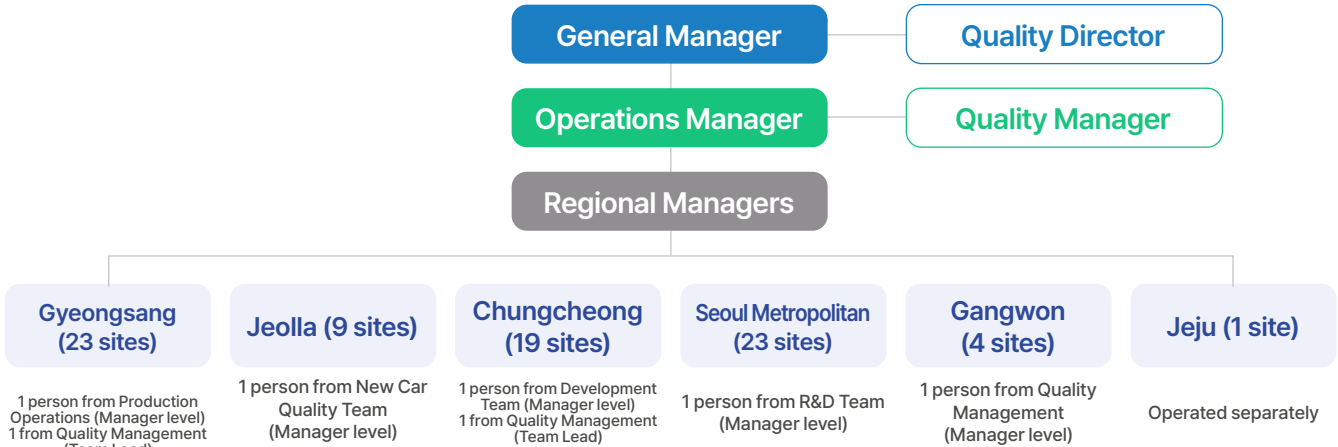 General Manager
Quality Director
Operations Manager
Quality Manager
Regional Managers
Gyeongsang
(23 sites)
Jeolla (9 sites)
Chungcheong
(19 sites)
Seoul Metropolitan
(23 sites)
Gangwon
(4 sites)
Jeju (1 site)
1 person from Production
Operations (Manager level)
1 from Quality Management
(Team Lead)
1 person from New Car
Quality Team
(Manager level)
1 person from Development
Team (Manager level)
1 from Quality Management
(Team Lead)
1 person from R&D Team
(Manager level)
1 person from Quality
Management
(Manager level)
Operated separately